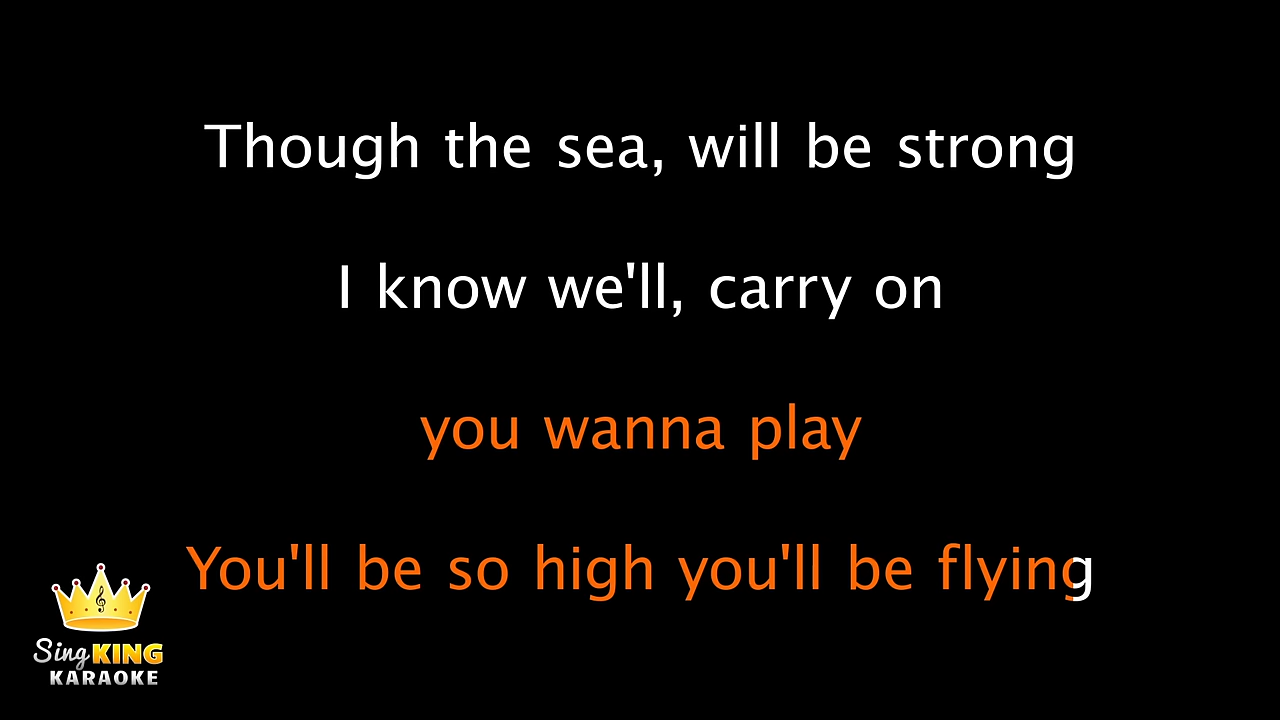 Though the sea, will be strong
I know we'll, carry on
you wanna play
You'll be so high you'll be flying
Sing KING
KARAOKE